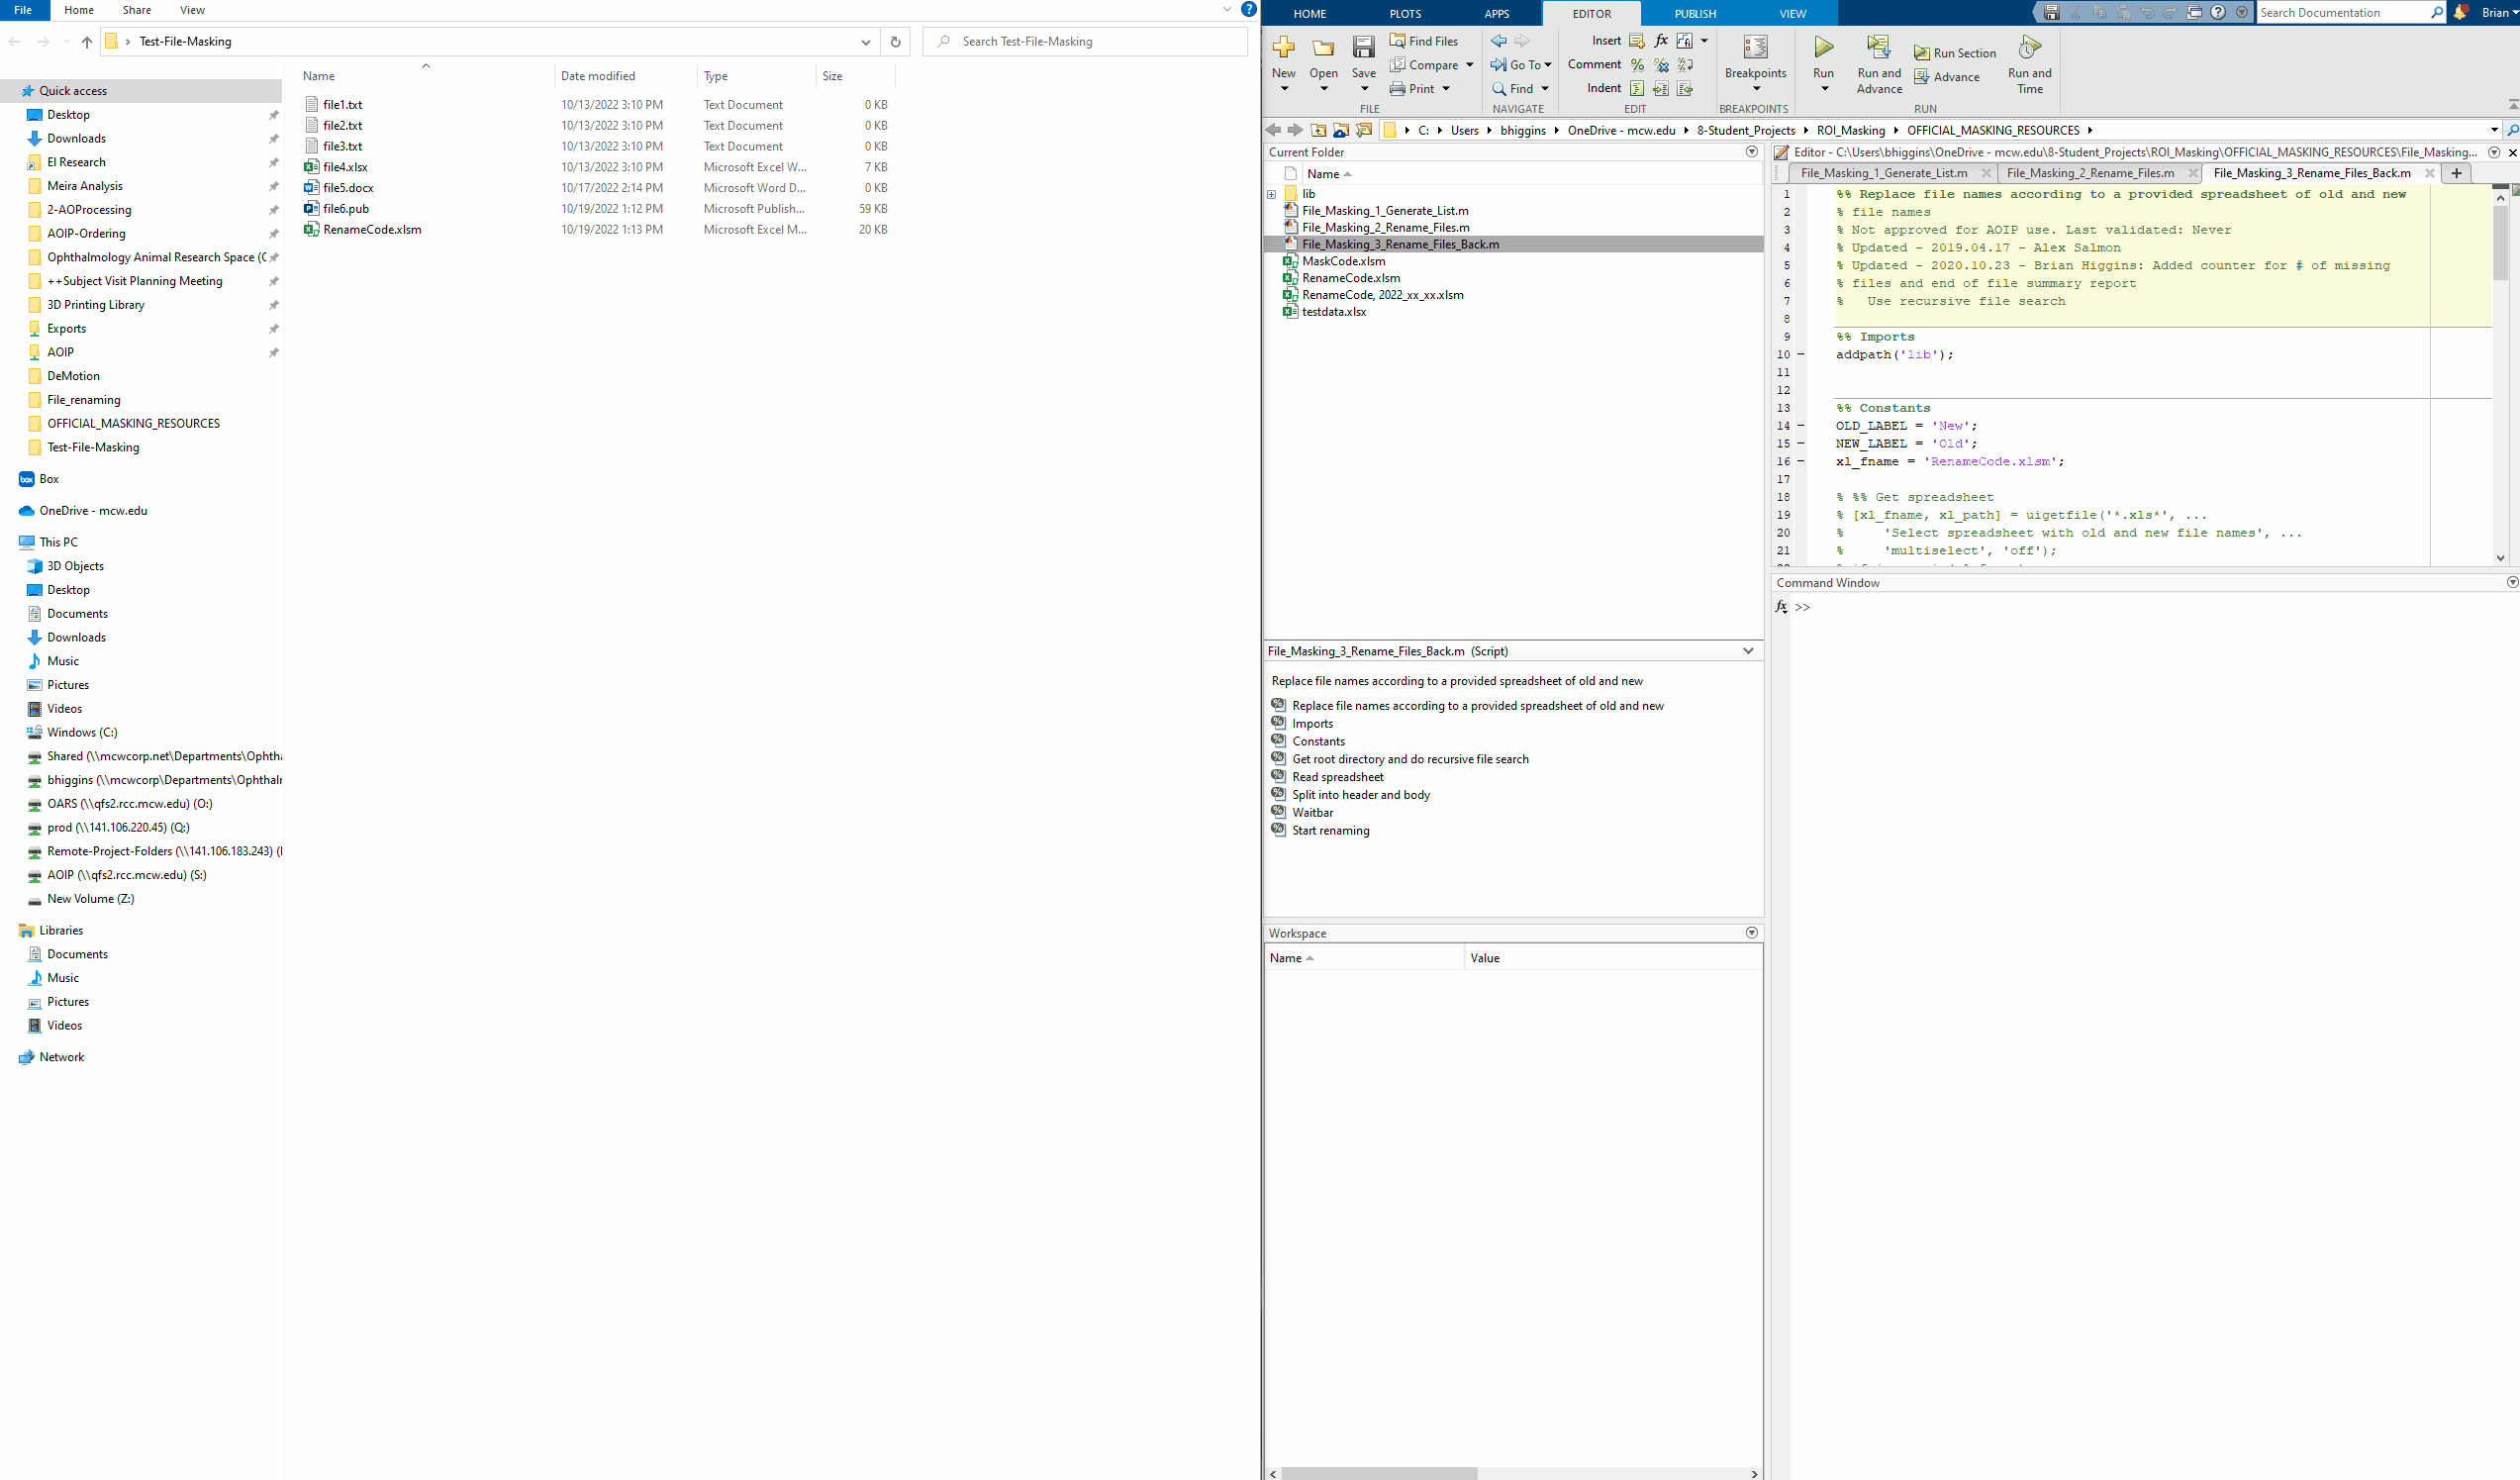 File Home Share View
Test-File-Masking
Search Test-File-Masking
Name Date modified Type Size
file1.txt 10/13/2022 3:10 PM Text Document 0 KB
file2.txt 10/13/2022 3:10 PM Text Document 0 KB
file3.txt 10/13/2022 3:10 PM Text Document 0 KB
file4.xlsx 10/13/2022 3:10 PM Microsoft Excel W... 7 KB
file5.docx 10/17/2022 2:14 PM Microsoft Word D... 0 KB
file6.pub 10/19/2022 1:12 PM Microsoft Publish... 59 KB
RenameCode.xlsm 10/19/2022 1:13 PM Microsoft Excel M... 20 KB
Quick access
Desktop
Downloads
EI Research
Meira Analysis
2-AOProcessing
AOIP-Ordering
Ophthalmology Animal Research Space (
++Subject Visit Planning Meeting
3D Printing Library
Exports
AOIP
DeMotion
File_renaming
OFFICIAL_MASKING_RESOURCES
Test-File-Masking
Box
OneDrive - mcw.edu
This PC
3D Objects
Desktop
Documents
Downloads
Music
Pictures
Videos
Windows (C:)
Shared (\\mcwcorp.net\Departments\Ophtha
bhiggins (\\mcwcorp\Departments\Ophthalr
OARS (\\qfs2.rcc.mcw.edu) (O:)
prod (\\141.106.220.45) (Q:)
Remote-Project-Folders (\\141.106.183.243) (
AOIP (\\qfs2.rcc.mcw.edu) (S:)
New Volume (Z:)
Libraries
Documents
Music
Pictures
Videos
Network
HOME PLOTS APPS EDITOR PUBLISH VIEW
Search Documentation
Brian
New
Open
Save
Find Files
Compare
Print
FILE
Go To
Find
NAVIGATE
Insert fx
Comment
Indent
EDIT
Breakpoints
BREAKPOINTS
Run
Run and Advance
Run Section
Advance
Run and Time
RUN
C: Users bhiggins OneDrive - mcw.edu 8-Student_Projects ROI_Masking OFFICIAL_MASKING_RESOURCES
Current Folder
Name
lib
File_Masking_1_Generate_List.m
File_Masking_2_Rename_Files.m
File_Masking_3_Rename_Files_Back.m
MaskCode.xlsm
RenameCode.xlsm
RenameCode, 2022_xx_xx.xlsm
testdata.xlsx
File_Masking_3_Rename_Files_Back.m (Script)
Replace file names according to a provided spreadsheet of old and new
Replace file names according to a provided spreadsheet of old and new
Imports
Constants
Get root directory and do recursive file search
Read spreadsheet
Split into header and body
Waitbar
Start renaming
Workspace
Name Value
Editor - C:\Users\bhiggins\OneDrive - mcw.edu\8-Student_Projects\ROI_Masking\OFFICIAL_MASKING_RESOURCES\File_Masking...
File_Masking_1_Generate_List.m File_Masking_2_Rename_Files.m File_Masking_3_Rename_Files_Back.m
1 %% Replace file names according to a provided spreadsheet of old and new
2 % file names
3 % Not approved for AOIP use. Last validated: Never
4 % Updated - 2019.04.17 - Alex Salmon
5 % Updated - 2020.10.23 - Brian Higgins: Added counter for # of missing
6 % files and end of file summary report
7 %   Use recursive file search
8
9 %% Imports
10 addpath('lib');
11
12
13 %% Constants
14 OLD_LABEL = 'New';
15 NEW_LABEL = 'Old';
16 xl_fname = 'RenameCode.xlsm';
17
18 % %% Get spreadsheet
19 % [xl_fname, xl_path] = uigetfile('*.xls*', ...
20 %     'Select spreadsheet with old and new file names', ...
21 %     'multiselect', 'off');
Command Window
fx >>